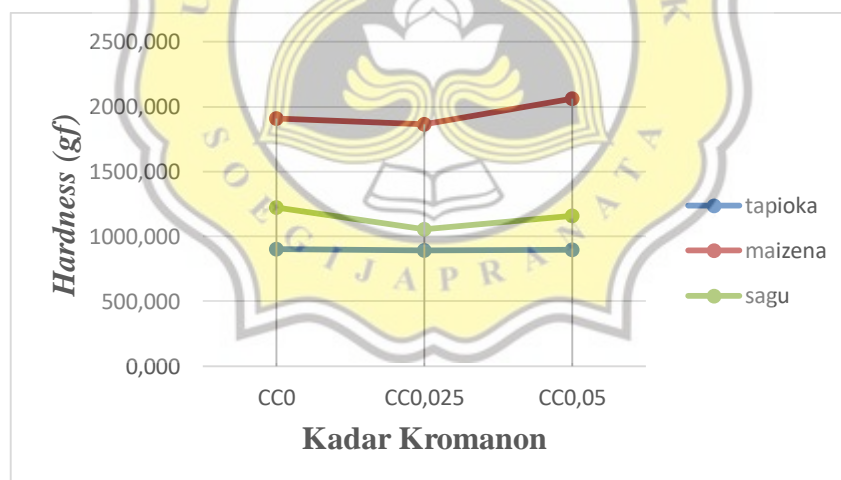 U K
SOEGIJAPRANATA
Hardness (gf)
2500,000
2000,000
1500,000
1000,000
500,000
0,000
CC0 CC0,025 CC0,05
Kadar Kromanon
tapioka
maizena
sagu